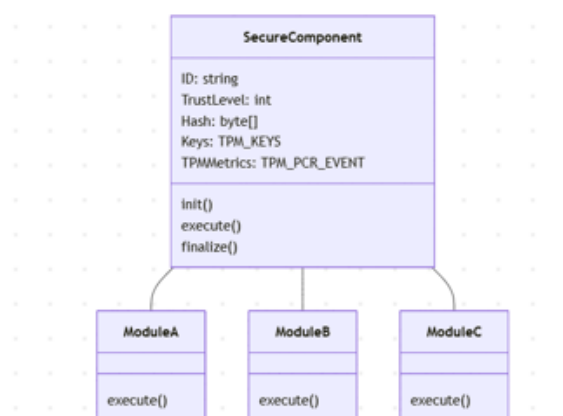 SecureComponent
ID: string
TrustLevel: int
Hash: byte[]
Keys: TPM_KEYS
TPMMetrics: TPM_PCR_EVENT
init()
execute()
finalize()
ModuleA
ModuleB
ModuleC
execute()
execute()
execute()